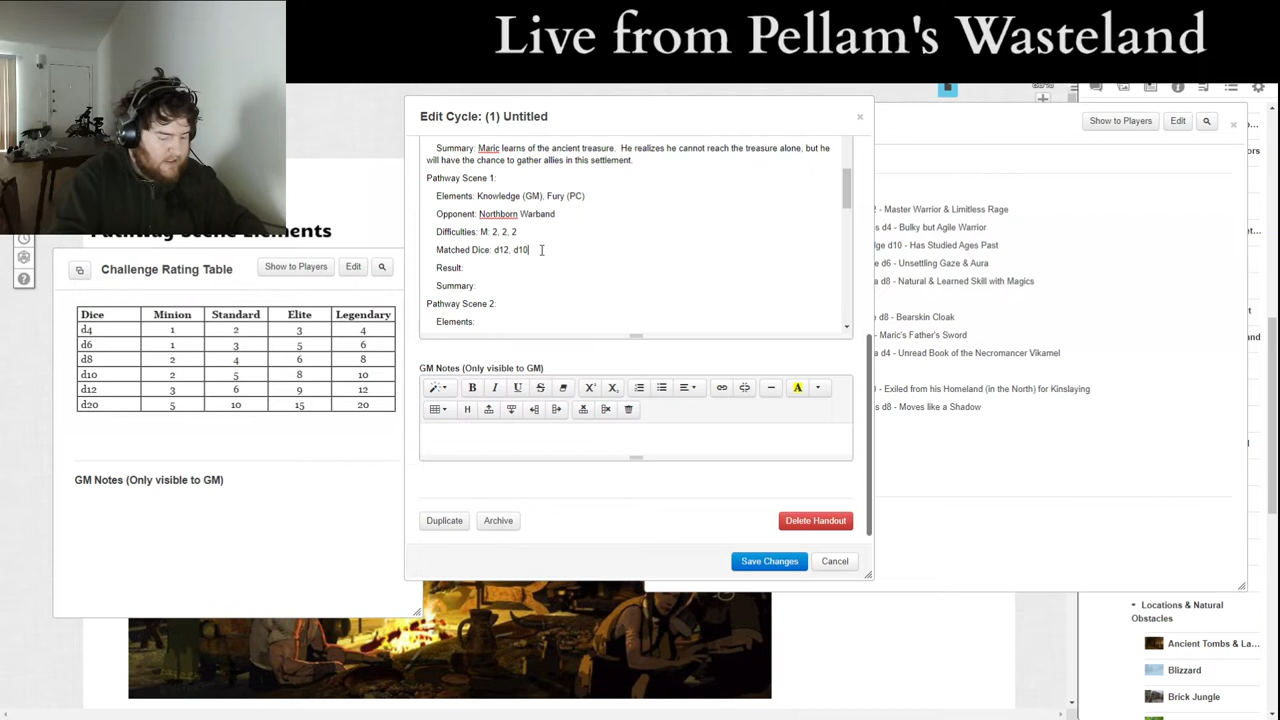 Live from Pellam's Wasteland
Edit Cycle: (1) Untitled
Summary: Maric learns of the ancient treasure. He realizes he cannot reach the treasure alone, but he
will have the chance to gather allies in this settlement.
Pathway Scene 1:
Elements: Knowledge (GM), Fury (PC)
Opponent: Northborn Warband
Difficulties: M: 2, 2, 2
Matched Dice: d12, d10
Result:
Summary:
Pathway Scene 2:
Elements:
GM Notes (Only visible to GM)
Duplicate
Archive
Delete Handout
Save Changes
Cancel
Pathway Scene Elements
Challenge Rating Table
Show to Players
Edit
Dice Minion Standard Elite Legendary
d4 1 2 3 4
d6 1 3 5 6
d8 2 4 6 8
d10 2 5 8 10
d12 3 6 9 12
d20 5 10 15 20
GM Notes (Only visible to GM)
Show to Players
Edit
2 - Master Warrior & Limitless Rage
s d4 - Bulky but Agile Warrior
dge d10 - Has Studied Ages Past
e d6 - Unsettling Gaze & Aura
a d8 - Natural & Learned Skill with Magics
e d8 - Bearskin Cloak
- Maric's Father's Sword
a d4 - Unread Book of the Necromancer Vikamel
) - Exiled from his Homeland (in the North) for Kinslaying
s d8 - Moves like a Shadow
Locations & Natural
Obstacles
Ancient Tombs & La...
Blizzard
Brick Jungle